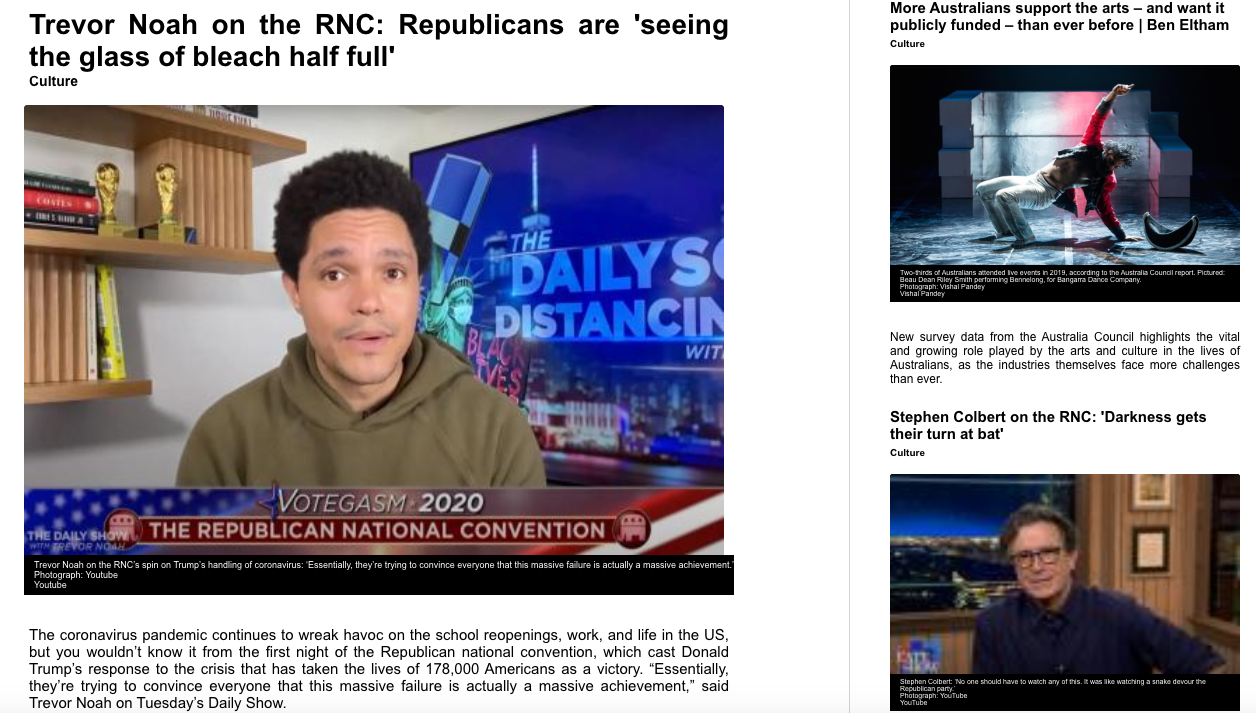 Trevor Noah on the RNC: Republicans are 'seeing
the glass of bleach half full'
Culture
COATES
THE
DAILY SO
DISTANCIN
WIT
BLACK
LIVES
VOTEGASM 2020
THE REPUBLICAN NATIONAL CONVENTION
THE DAILY SHOW
WITH TREVOR NOAH
Trevor Noah on the RNC’s spin on Trump’s handling of coronavirus: ‘Essentially, they’re trying to convince everyone that this massive failure is actually a massive achievement.’
Photograph: Youtube
Youtube
The coronavirus pandemic continues to wreak havoc on the school reopenings, work, and life in the US,
but you wouldn’t know it from the first night of the Republican national convention, which cast Donald
Trump’s response to the crisis that has taken the lives of 178,000 Americans as a victory. “Essentially,
they’re trying to convince everyone that this massive failure is actually a massive achievement,” said
Trevor Noah on Tuesday’s Daily Show.
More Australians support the arts – and want it
publicly funded – than ever before | Ben Eltham
Culture
Two-thirds of Australians attended live events in 2019, according to the Australia Council report. Pictured:
Beau Dean Riley Smith performing Bennelong, for Bangarra Dance Company.
Photograph: Vishal Pandey
Vishal Pandey
New survey data from the Australia Council highlights the vital
and growing role played by the arts and culture in the lives of
Australians, as the industries themselves face more challenges
than ever.
Stephen Colbert on the RNC: 'Darkness gets
their turn at bat'
Culture
Stephen Colbert: ‘No one should have to watch any of this. It was like watching a snake devour the
Republican party.’
Photograph: YouTube
YouTube